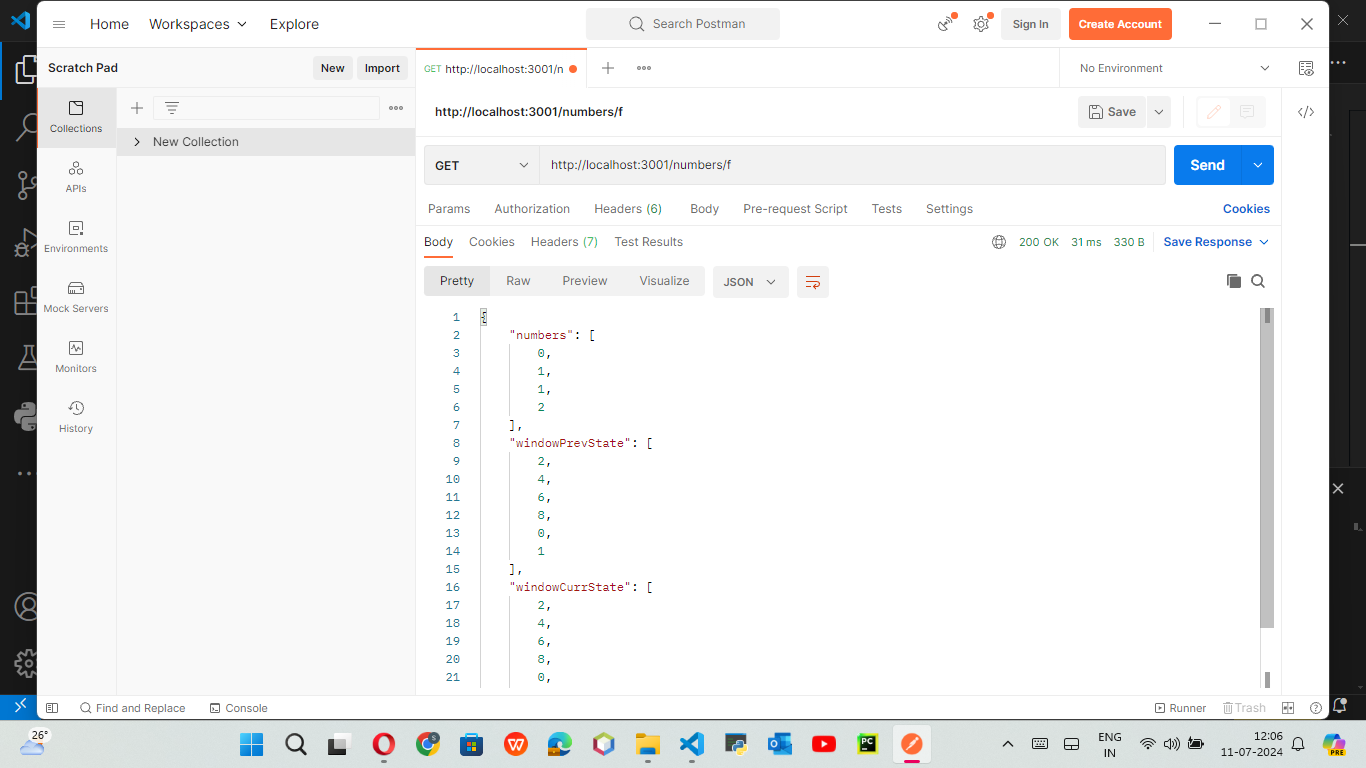 Home Workspaces Explore Search Postman Sign In Create Account
Scratch Pad New Import GET http://localhost:3001/n No Environment
http://localhost:3001/numbers/f Save
Collections New Collection
GET http://localhost:3001/numbers/f Send
APIs
Params Authorization Headers (6) Body Pre-request Script Tests Settings Cookies
Environments
Body Cookies Headers (7) Test Results 200 OK 31 ms 330 B Save Response
Pretty Raw Preview Visualize JSON
Mock Servers
Monitors
History
1 {
2 "numbers": [
3 0,
4 1,
5 1,
6 2
7 ],
8 "windowPrevState": [
9 2,
10 4,
11 6,
12 8,
13 0,
14 1
15 ],
16 "windowCurrState": [
17 2,
18 4,
19 6,
20 8,
21 0,
Find and Replace Console Runner Trash
26° ENG 12:06
IN 11-07-2024
PC
PRE